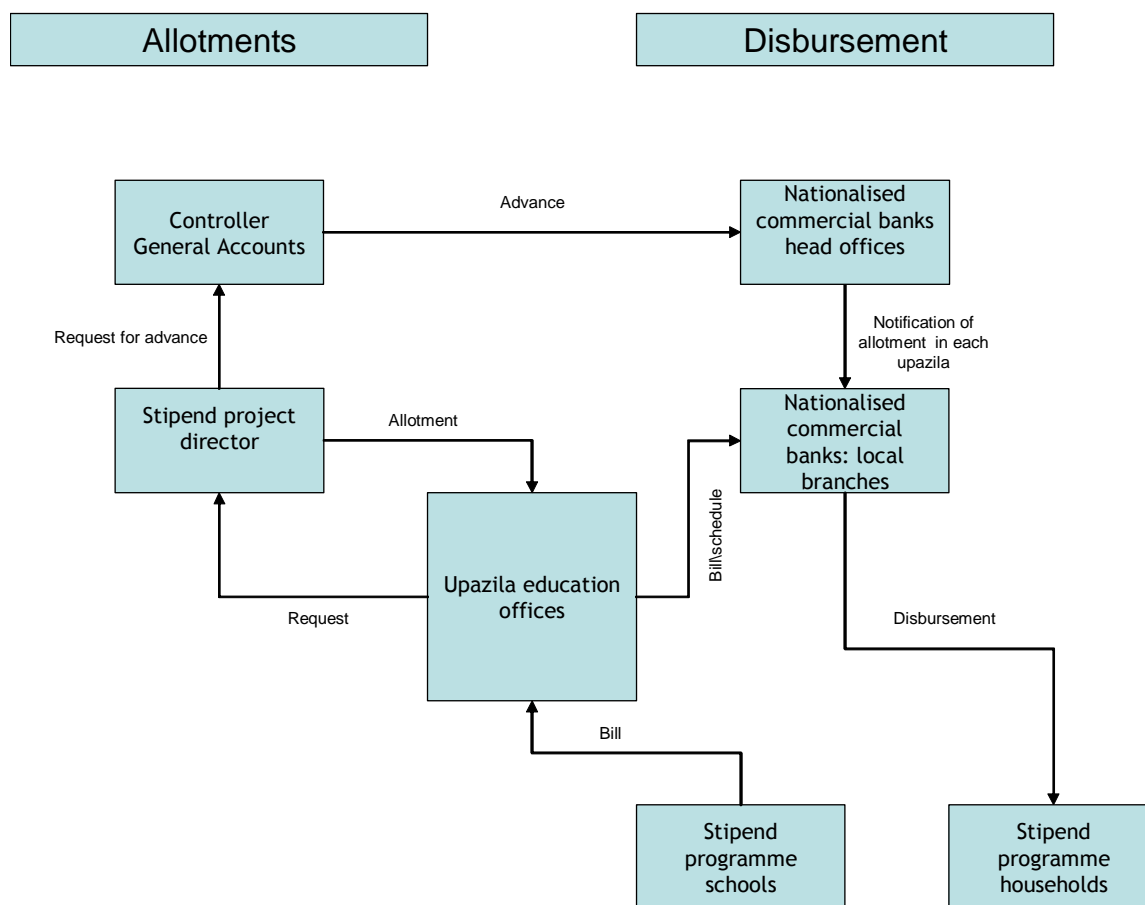 Allotments
Disbursement
Controller
General Accounts
Advance
Nationalised
commercial banks
head offices
Request for advance
Notification of
allotment in each
upazila
Stipend project
director
Allotment
Nationalised
commercial
banks: local
branches
Upazila education
offices
Bill\schedule
Request
Disbursement
Bill
Stipend
programme
schools
Stipend
programme
households